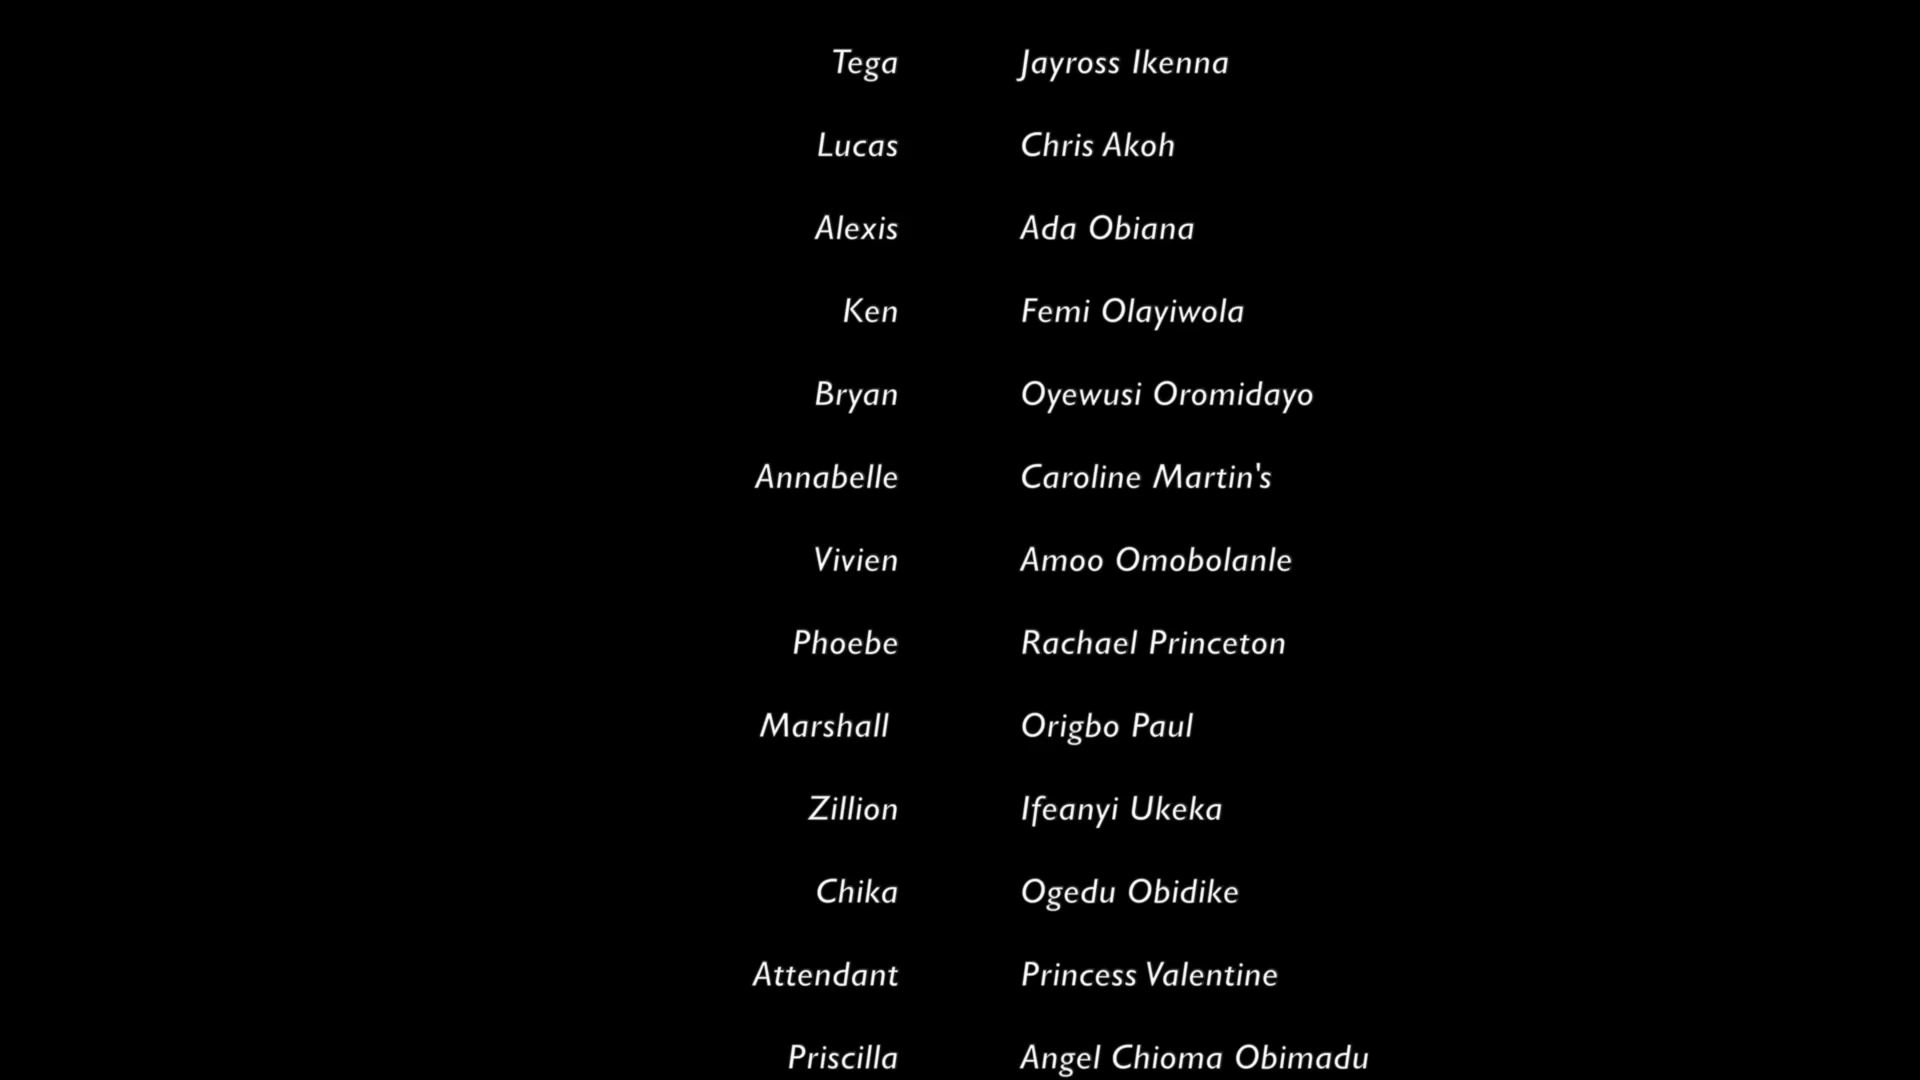 Tega Jayross Ikenna
Lucas Chris Akoh
Alexis Ada Obiana
Ken Femi Olayiwola
Bryan Oyewusi Oromidayo
Annabelle Caroline Martin's
Vivien Amoo Omobolanle
Phoebe Rachael Princeton
Marshall Origbo Paul
Zillion Ifeanyi Ukeka
Chika Ogedu Obidike
Attendant Princess Valentine
Priscilla Angel Chioma Obimadu